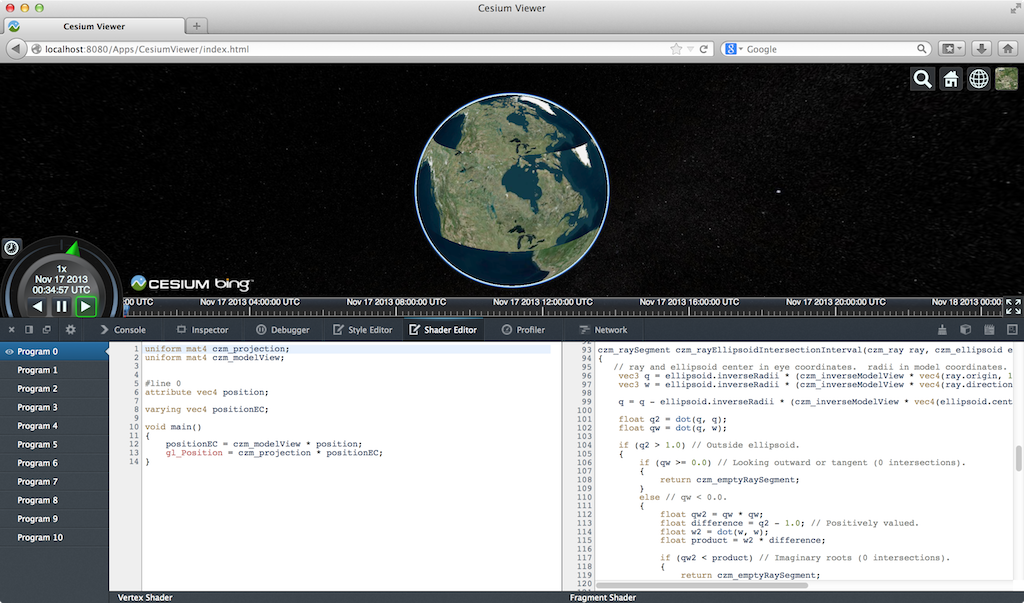 Cesium Viewer
Cesium Viewer
localhost:8080/Apps/CesiumViewer/index.html
Google
1x
Nov 17 2013
00:34:57 UTC
CESIUM bing™
:00 UTC Nov 17 2013 04:00:00 UTC Nov 17 2013 08:00:00 UTC Nov 17 2013 12:00:00 UTC Nov 17 2013 16:00:00 UTC Nov 17 2013 20:00:00 UTC Nov 18 2013 00:00
Console Inspector Debugger Style Editor Shader Editor Profiler Network
Program 0
Program 1
Program 2
Program 3
Program 4
Program 5
Program 6
Program 7
Program 8
Program 9
Program 10
1 uniform mat4 czm_projection;
2 uniform mat4 czm_modelView;
3
4
5 #line 0
6 attribute vec4 position;
7
8 varying vec4 positionEC;
9
10 void main()
11 {
12 positionEC = czm_modelView * position;
13 gl_Position = czm_projection * positionEC;
14 }
Vertex Shader
92
93 czm_raySegment czm_rayEllipsoidIntersectionInterval(czm_ray ray, czm_ellipsoid e
94 {
95 // ray and ellipsoid center in eye coordinates. radii in model coordinates.
96 vec3 q = ellipsoid.inverseRadii * (czm_inverseModelView * vec4(ray.origin, 1
97 vec3 w = ellipsoid.inverseRadii * (czm_inverseModelView * vec4(ray.direction
98
99 q = q - ellipsoid.inverseRadii * (czm_inverseModelView * vec4(ellipsoid.cent
100
101 float q2 = dot(q, q);
102 float qw = dot(q, w);
103
104 if (q2 > 1.0) // Outside ellipsoid.
105 {
106 if (qw >= 0.0) // Looking outward or tangent (0 intersections).
107 {
108 return czm_emptyRaySegment;
109 }
110 else // qw < 0.0.
111 {
112 float qw2 = qw * qw;
113 float difference = q2 - 1.0; // Positively valued.
114 float w2 = dot(w, w);
115 float product = w2 * difference;
116
117 if (qw2 < product) // Imaginary roots (0 intersections).
118 {
119 return czm_emptyRaySegment;
120
Fragment Shader